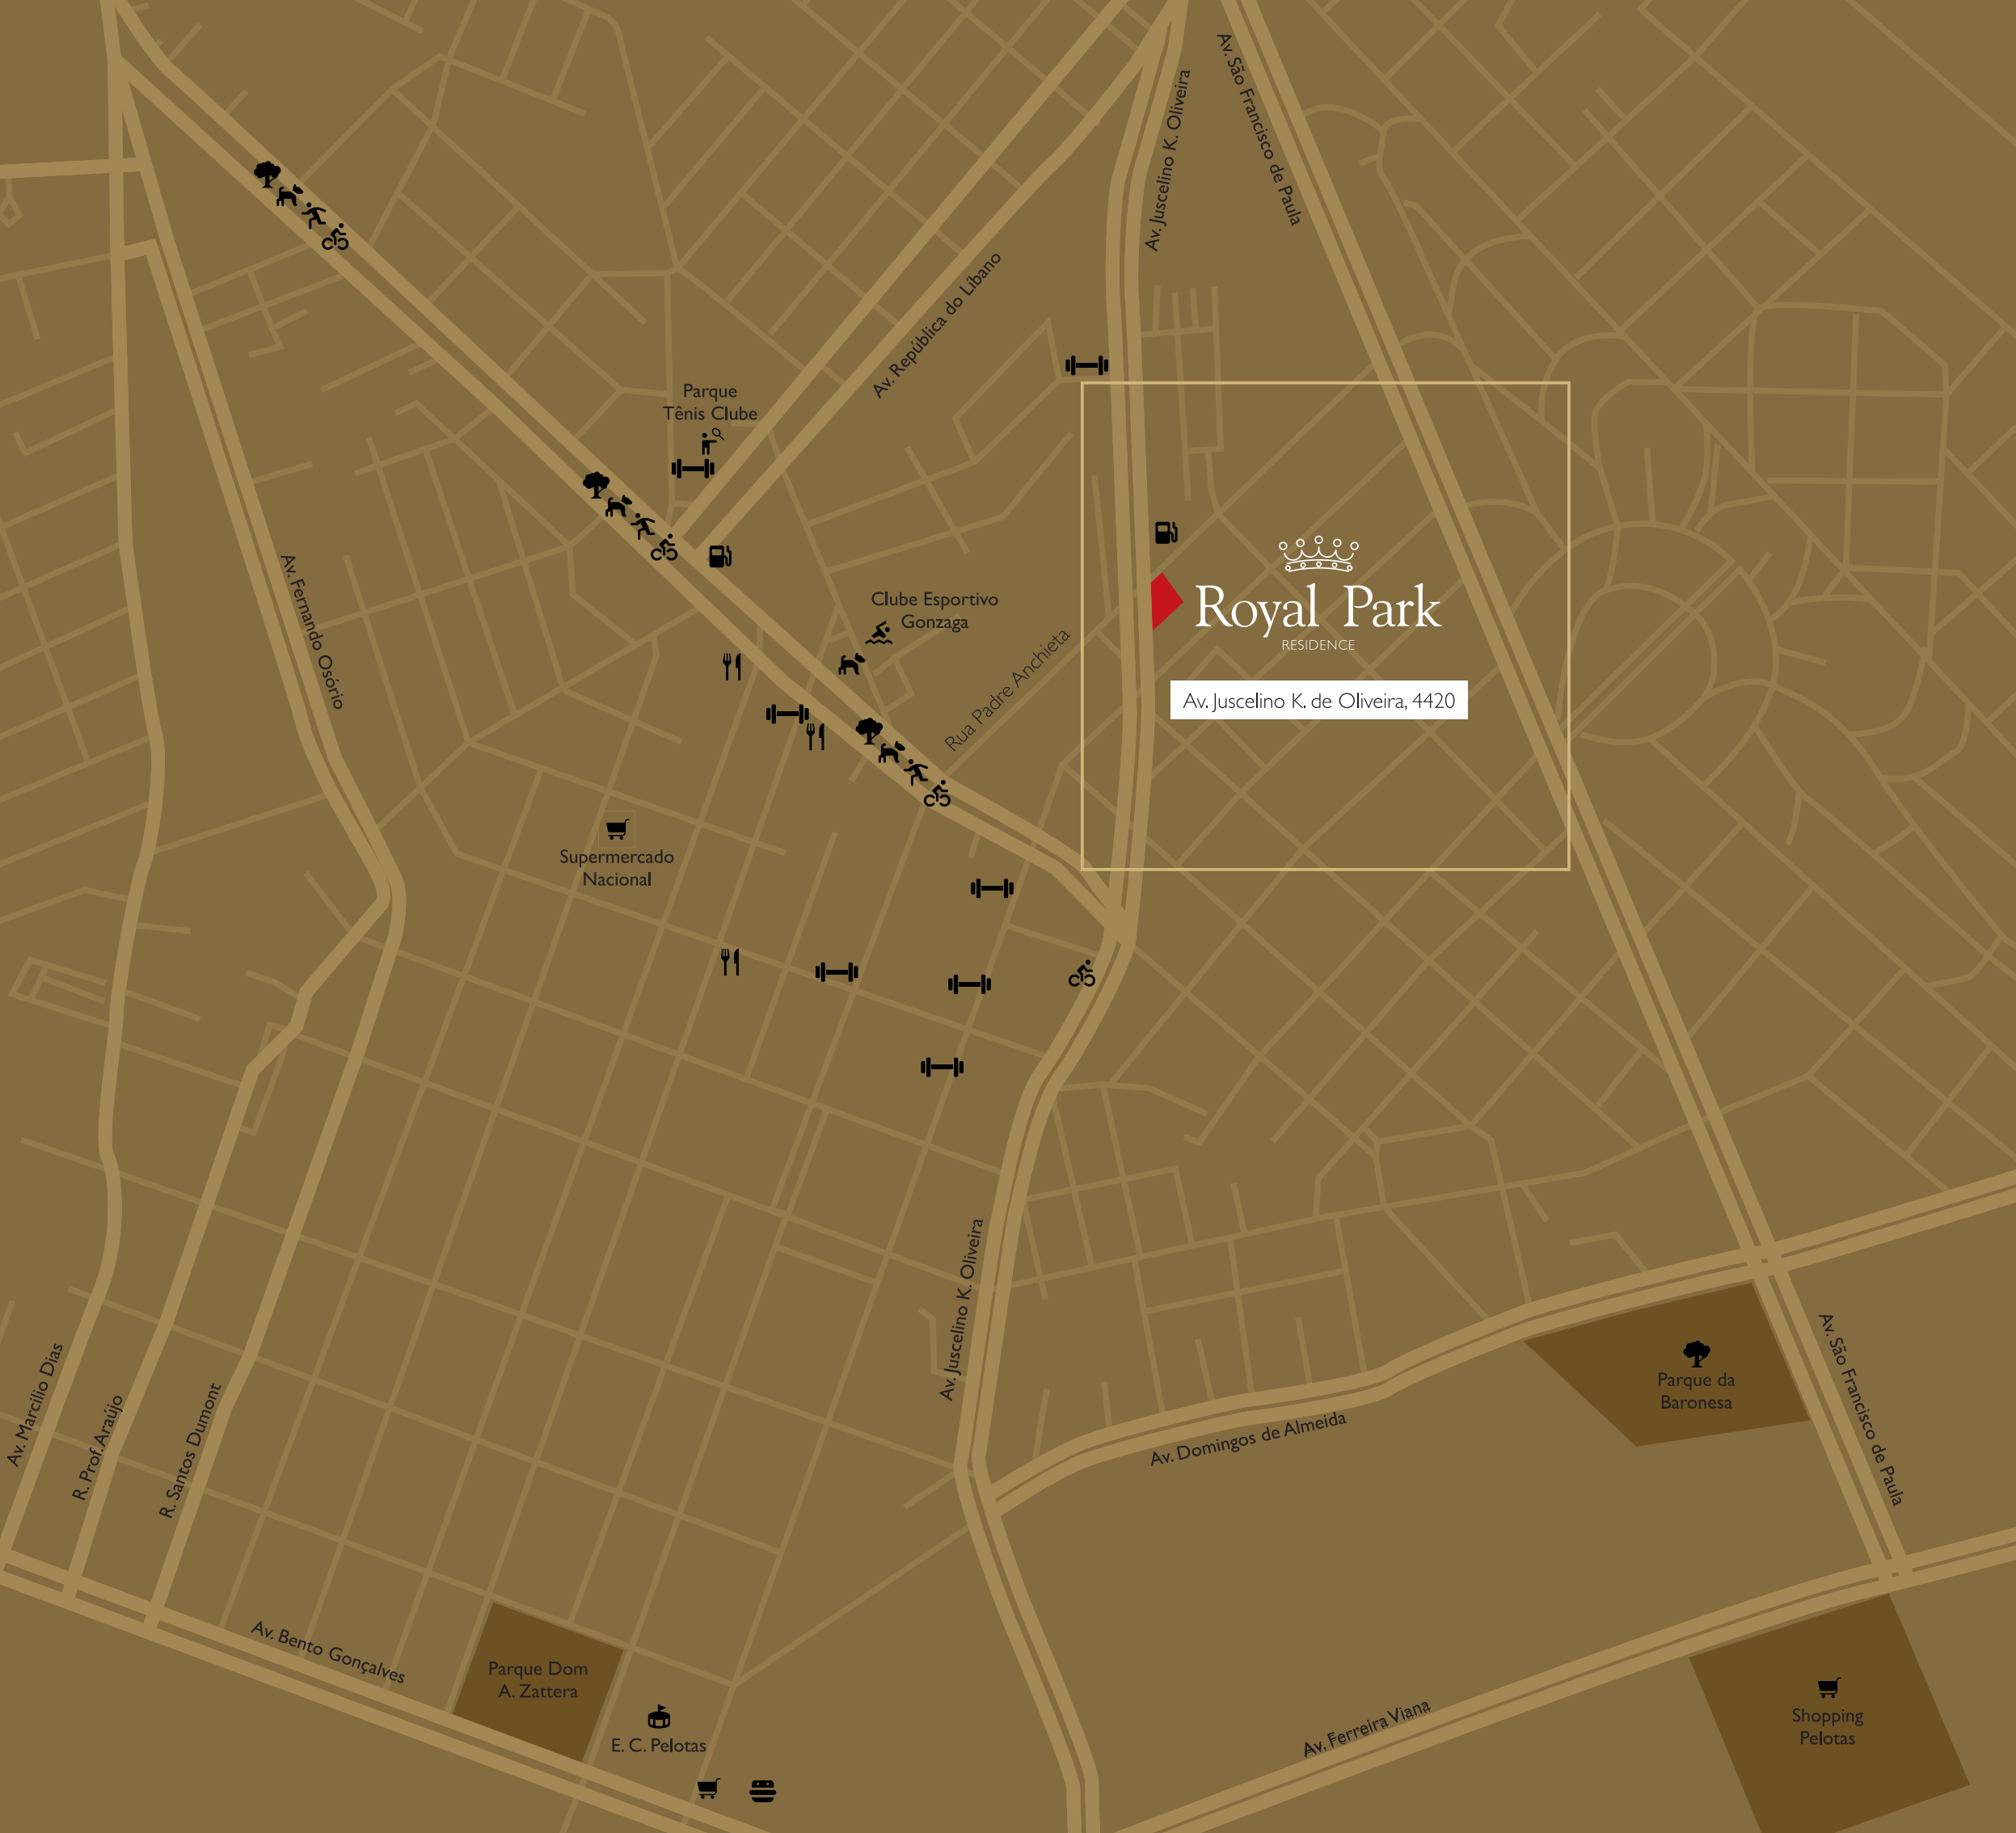 Av. São Francisco de Paula
Av. Juscelino K. Oliveira
Av. República do Líbano
Parque
Tênis Clube
Av. Fernando Osório
Clube Esportivo
Gonzaga
Rua Padre Anchieta
Royal Park
RESIDENCE
Av. Juscelino K. de Oliveira, 4420
Supermercado
Nacional
Av. Juscelino K. Oliveira
Av. São Francisco de Paula
Parque da
Baronesa
Av. Marcilio Dias
R. Prof. Araújo
R. Santos Dumont
Av. Domingos de Almeida
Av. Bento Gonçalves
Parque Dom
A. Zattera
E. C. Pelotas
Av. Ferreira Viana
Shopping
Pelotas